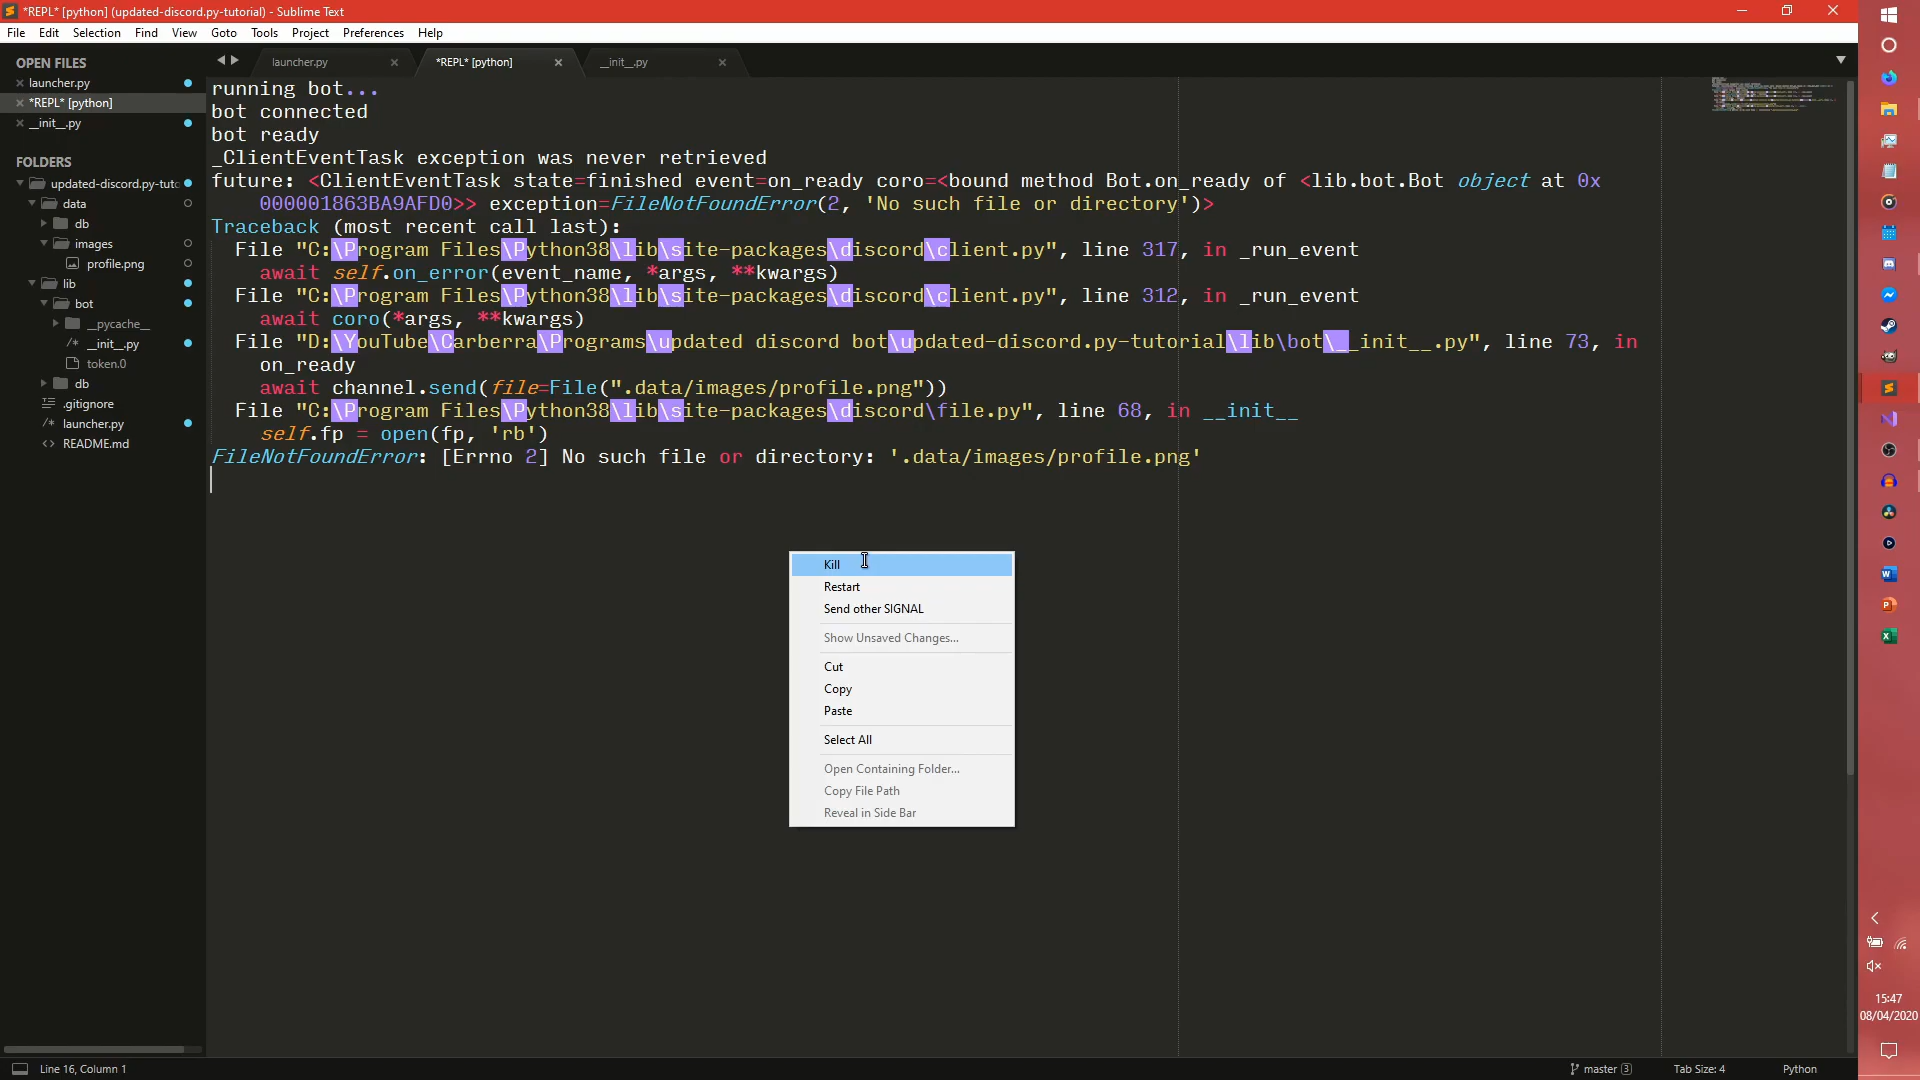 *REPL* [python] (updated-discord.py-tutorial) - Sublime Text
File Edit Selection Find View Goto Tools Project Preferences Help
OPEN FILES
launcher.py
*REPL* [python]
__init__.py
FOLDERS
updated-discord.py-tutc
data
db
images
profile.png
lib
bot
__pycache__
/* __init__.py
token.0
db
.gitignore
/* launcher.py
<> README.md
launcher.py
*REPL* [python]
__init__.py
running bot...
bot connected
bot ready
_ClientEventTask exception was never retrieved
future: <ClientEventTask state=finished event=on_ready coro=<bound method Bot.on_ready of <lib.bot.Bot object at 0x
000001863BA9AFD0>> exception=FileNotFoundError(2, 'No such file or directory')>
Traceback (most recent call last):
File "C:\Program Files\Python38\lib\site-packages\discord\client.py", line 317, in _run_event
await self.on_error(event_name, *args, **kwargs)
File "C:\Program Files\Python38\lib\site-packages\discord\client.py", line 312, in _run_event
await coro(*args, **kwargs)
File "D:\YouTube\Carberra\Programs\updated discord bot\updated-discord.py-tutorial\lib\bot\__init__.py", line 73, in
on_ready
await channel.send(file=File(".data/images/profile.png"))
File "C:\Program Files\Python38\lib\site-packages\discord\file.py", line 68, in __init__
self.fp = open(fp, 'rb')
FileNotFoundError: [Errno 2] No such file or directory: '.data/images/profile.png'
Kill
Restart
Send other SIGNAL
Show Unsaved Changes...
Cut
Copy
Paste
Select All
Open Containing Folder...
Copy File Path
Reveal in Side Bar
15:47
08/04/2020
Line 16, Column 1
master 3
Tab Size: 4
Python